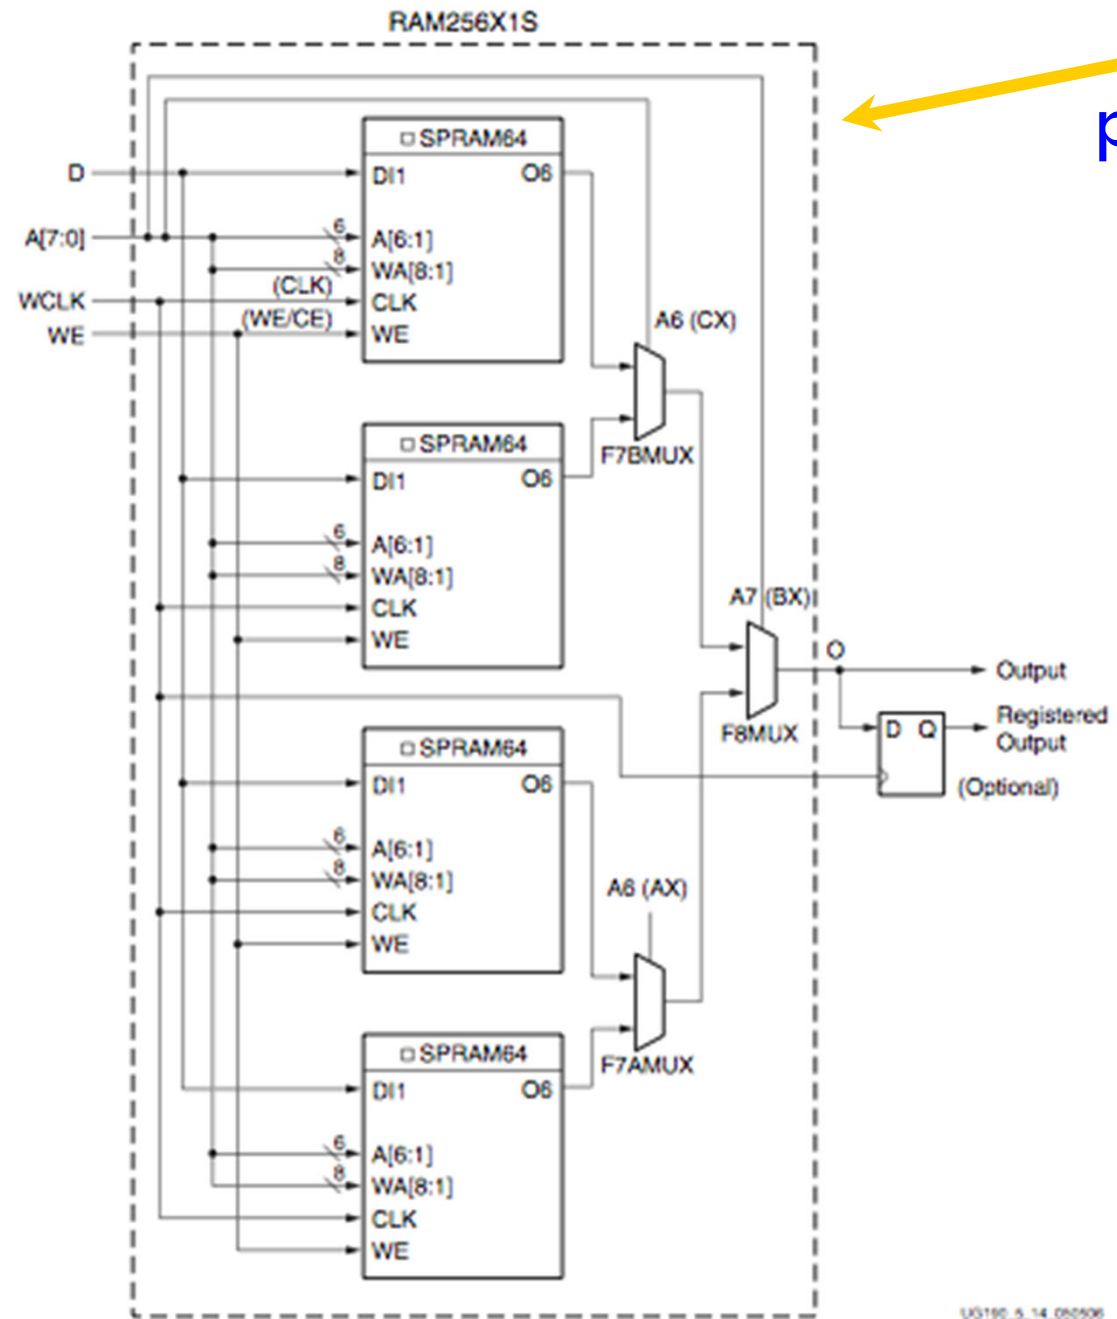 RAM256X1S
p
D
A[7:0]
WCLK
WE
(CLK)
(WE/CE)
SPRAM64
DI1
O6
6
A[6:1]
8
WA[8:1]
CLK
WE
A6 (CX)
F7BMUX
SPRAM64
DI1
O6
6
A[6:1]
8
WA[8:1]
CLK
WE
A7 (BX)
F8MUX
O
Output
D Q
Registered
Output
(Optional)
SPRAM64
DI1
O6
6
A[6:1]
8
WA[8:1]
CLK
WE
A6 (AX)
F7AMUX
SPRAM64
DI1
O6
6
A[6:1]
8
WA[8:1]
CLK
WE
UG190_5_14_050506